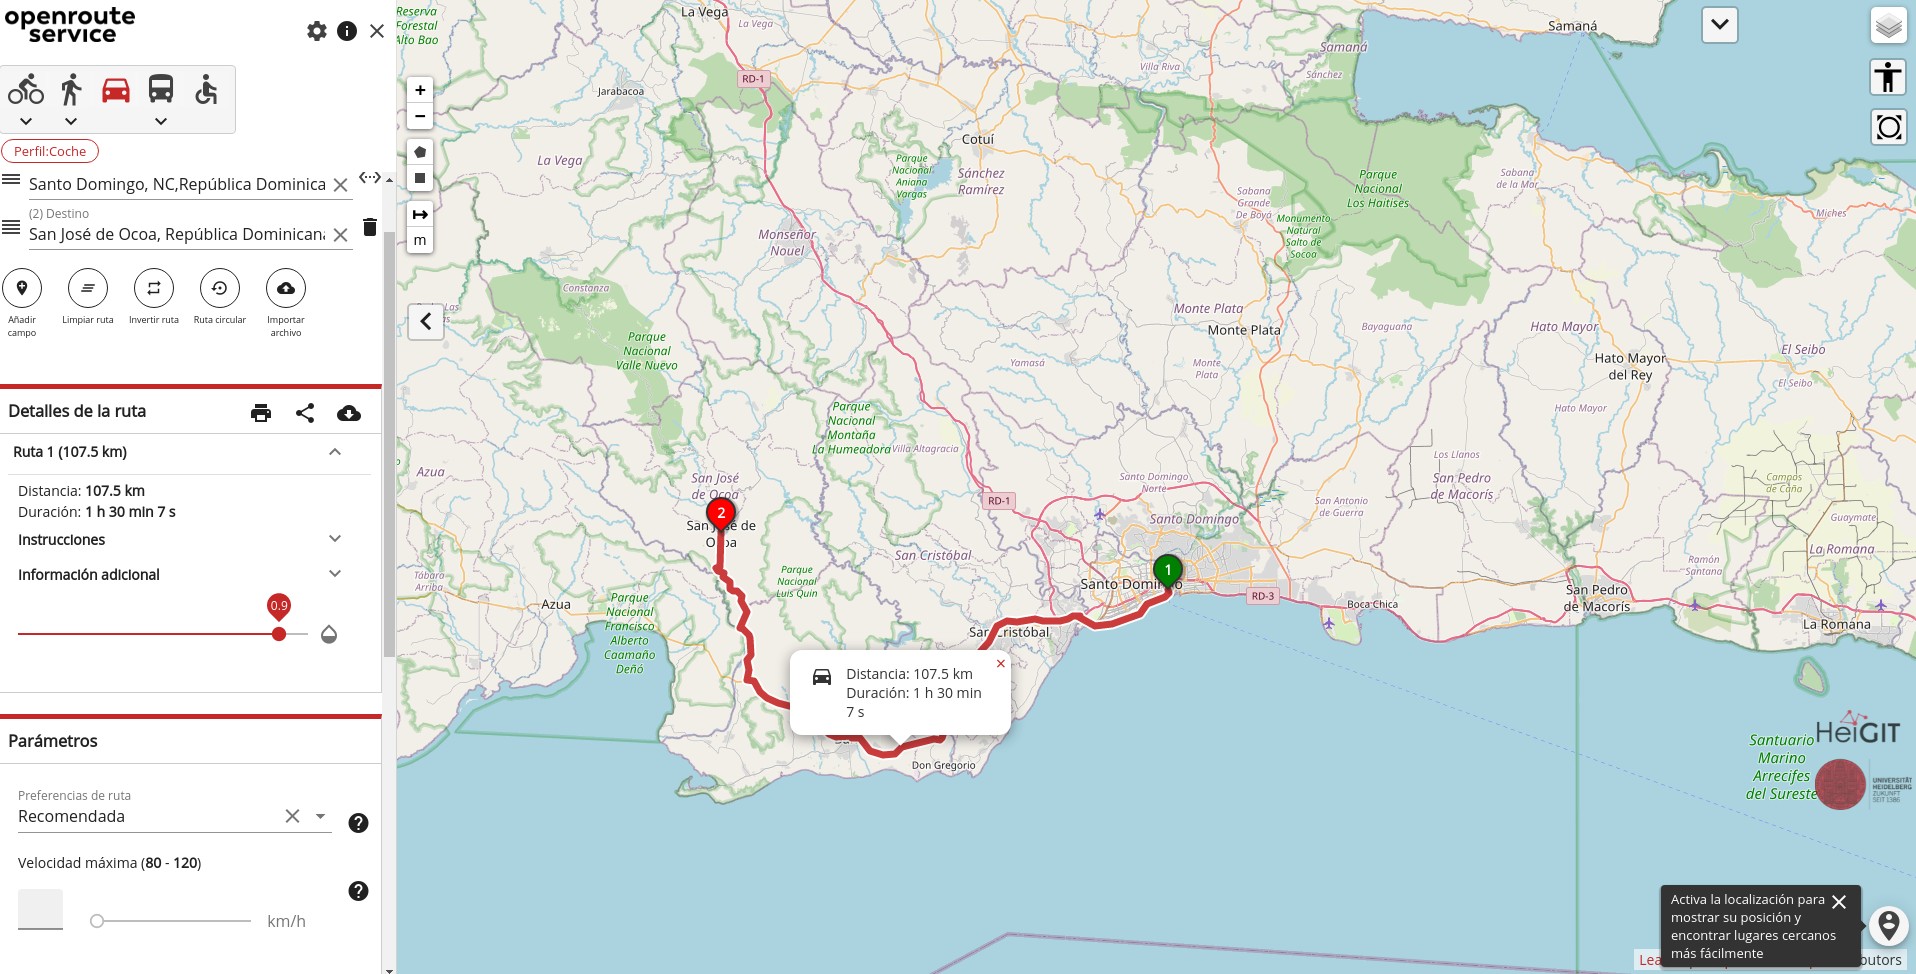 openroute
service
Perfil:Coche
Santo Domingo, NC,República Dominica
(2) Destino
San José de Ocoa, República Dominicana
Añadir
campo
Limpiar ruta
Invertir ruta
Ruta circular
Importar
archivo
Detalles de la ruta
Ruta 1 (107.5 km)
Distancia: 107.5 km
Duración: 1 h 30 min 7 s
Instrucciones
Información adicional
0.9
Parámetros
Preferencias de ruta
Recomendada
Velocidad máxima (80 - 120)
km/h
+
−
m
Reserva
Forestal
Alto Bao
La Vega
La Vega
RD-1
Jarabacoa
La Vega
Cotuí
Villa Riva
Samaná
Sánchez
Samaná
Parque
Nacional
Aniana
Vargas
Sánchez
Ramírez
Sabana
Grande
De Boyá
Monumento
Natural
Salto de
Socoa
Parque
Nacional
Los Haitises
Sabana
de la Mar
Miches
Monseñor
Nouel
Constanza
Parque
Nacional
Valle Nuevo
Monte Plata
Monte Plata
Bayaguana
Hato Mayor
Hato Mayor
del Rey
El Seibo
El Seibo
Yamasá
Monte
Plata
Hato Mayor
Parque
Nacional
Montaña
La Humeadora
Villa Altagracia
Azua
San José
de Ocoa
2
San José de
Ocoa
RD-1
Santo Domingo
Norte
Santo Domingo
San Antonio
de Guerra
Los Llanos
San Pedro
de Macorís
Campos
de Caña
Guaymate
La Romana
Ramón
Santana
San Cristóbal
Tábara
Arriba
Azua
Parque
Nacional
Luis Quin
Parque
Nacional
Francisco
Alberto
Caamaño
Deñó
1
Santo Domingo
RD-3
Boca Chica
San Pedro
de Macorís
La Romana
San Cristóbal
Distancia: 107.5 km
Duración: 1 h 30 min
7 s
Don Gregorio
Santuario
Marino
Arrecifes
del Sureste
HeiGIT
UNIVERSITÄT
HEIDELBERG
ZUKUNFT
SEIT 1386
Activa la localización para
mostrar su posición y
encontrar lugares cercanos
más fácilmente